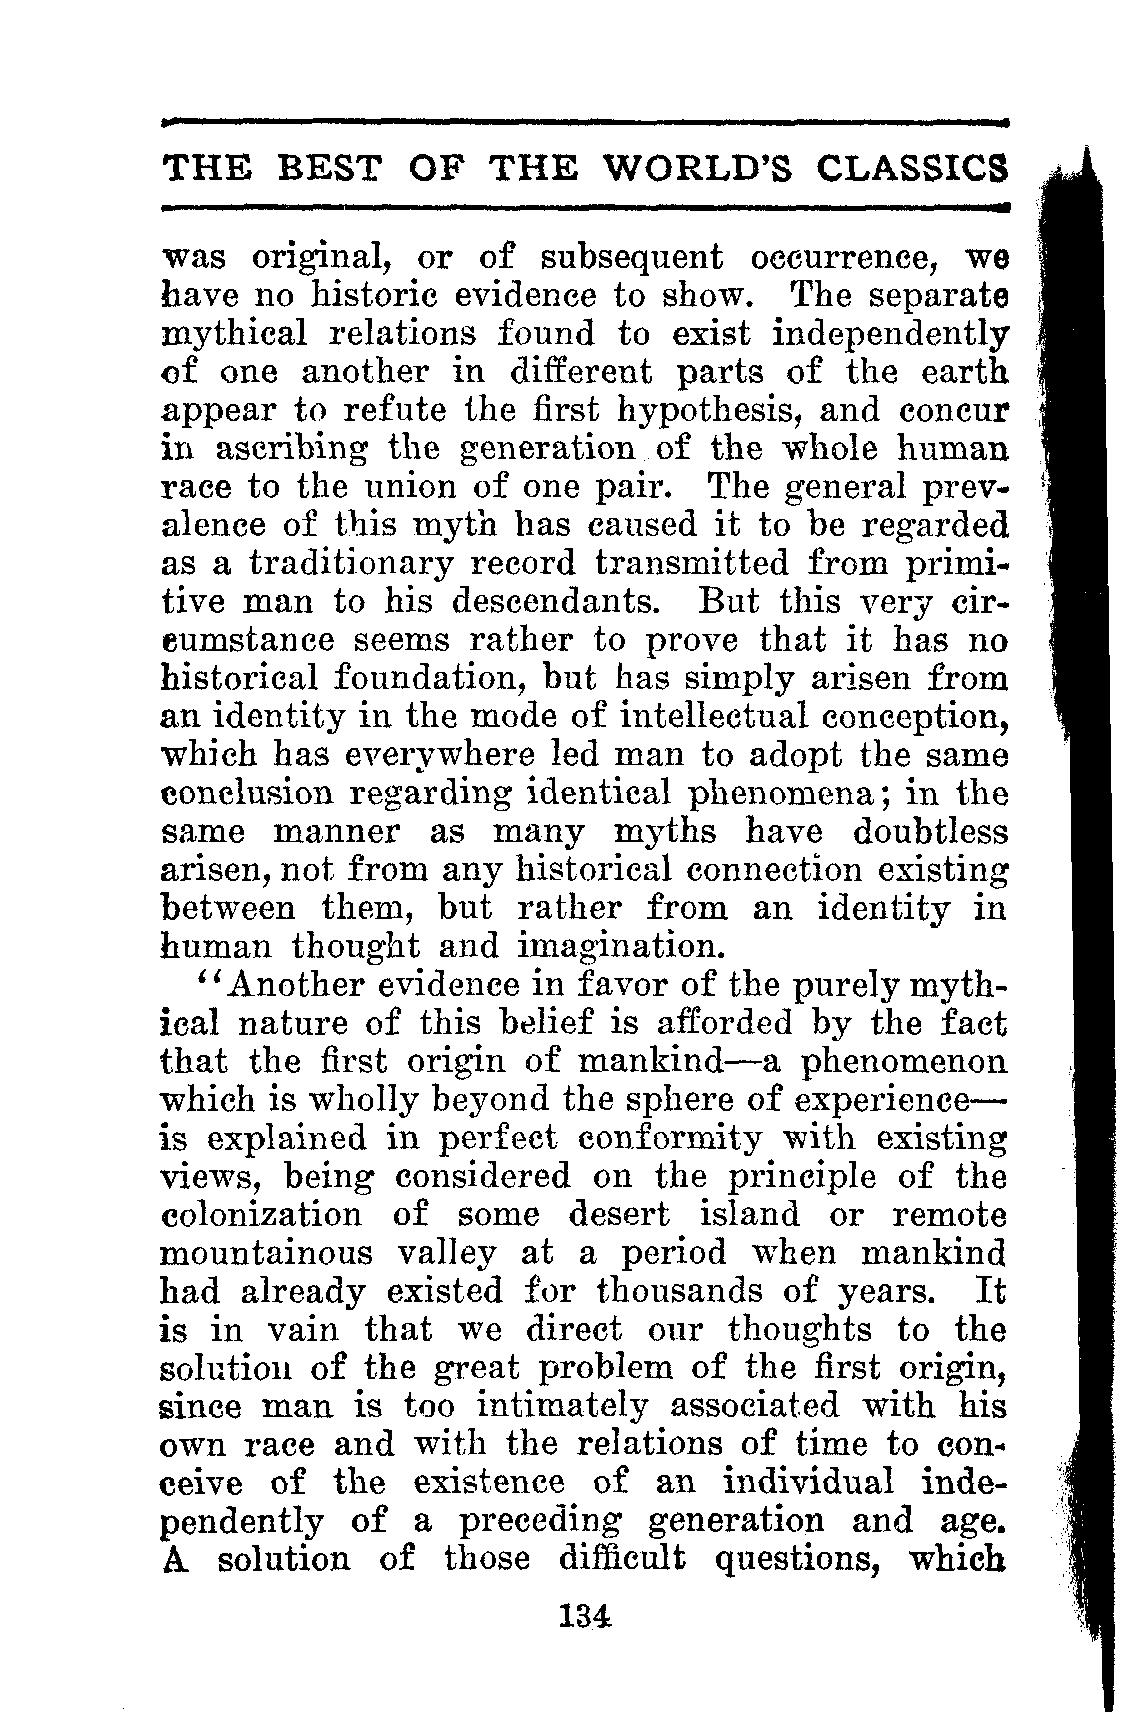 THE BEST OF THE WORLD'S CLASSICS
was original, or of subsequent occurrence, we
have no historic evidence to show. The separate
mythical relations found to exist independently
of one another in different parts of the earth
appear to refute the first hypothesis, and concur
in ascribing the generation of the whole human
race to the union of one pair. The general prev-
alence of this myth has caused it to be regarded
as a traditionary record transmitted from primi-
tive man to his descendants. But this very cir-
cumstance seems rather to prove that it has no
historical foundation, but has simply arisen from
an identity in the mode of intellectual conception,
which has everywhere led man to adopt the same
conclusion regarding identical phenomena; in the
same manner as many myths have doubtless
arisen, not from any historical connection existing
between them, but rather from an identity in
human thought and imagination.
"Another evidence in favor of the purely myth-
ical nature of this belief is afforded by the fact
that the first origin of mankind—a phenomenon
which is wholly beyond the sphere of experience—
is explained in perfect conformity with existing
views, being considered on the principle of the
colonization of some desert island or remote
mountainous valley at a period when mankind
had already existed for thousands of years. It
is in vain that we direct our thoughts to the
solution of the great problem of the first origin,
since man is too intimately associated with his
own race and with the relations of time to con-
ceive of the existence of an individual inde-
pendently of a preceding generation and age.
A solution of those difficult questions, which
134